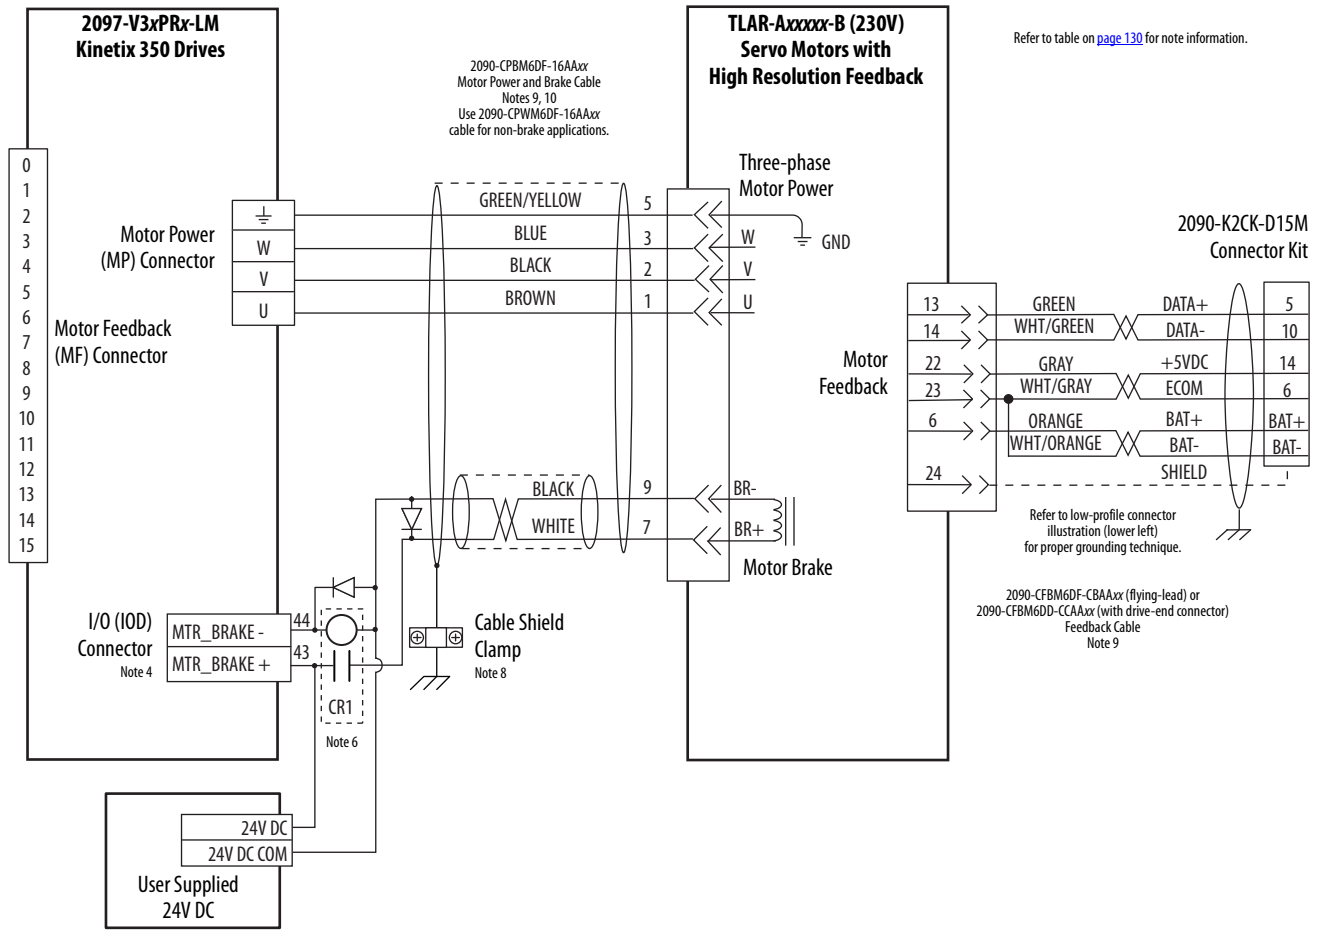 2097-V3xPRx-LM
Kinetix 350 Drives
0
1
2
3
4
5
6
7
8
9
10
11
12
13
14
15
Motor Power
(MP) Connector
W
V
U
Motor Feedback
(MF) Connector
I/O (IOD)
Connector
Note 4
MTR_BRAKE -
MTR_BRAKE +
44
43
CR1
Note 6
24V DC
24V DC COM
User Supplied
24V DC
2090-CPBM6DF-16AAxx
Motor Power and Brake Cable
Notes 9, 10
Use 2090-CPWM6DF-16AAxx
cable for non-brake applications.
GREEN/YELLOW 5
BLUE 3
BLACK 2
BROWN 1
BLACK 9
WHITE 7
Cable Shield
Clamp
Note 8
TLAR-Axxxxx-B (230V)
Servo Motors with
High Resolution Feedback
Three-phase
Motor Power
GND
W
V
U
BR-
BR+
Motor Brake
Motor
Feedback
Refer to table on page 130 for note information.
2090-K2CK-D15M
Connector Kit
13 GREEN DATA+ 5
14 WHT/GREEN DATA- 10
22 GRAY +5VDC 14
23 WHT/GRAY ECOM 6
6 ORANGE BAT+ BAT+
WHT/ORANGE BAT- BAT-
24 SHIELD
Refer to low-profile connector
illustration (lower left)
for proper grounding technique.
2090-CFBM6DF-CBAAxx (flying-lead) or
2090-CFBM6DD-CCAAxx (with drive-end connector)
Feedback Cable
Note 9